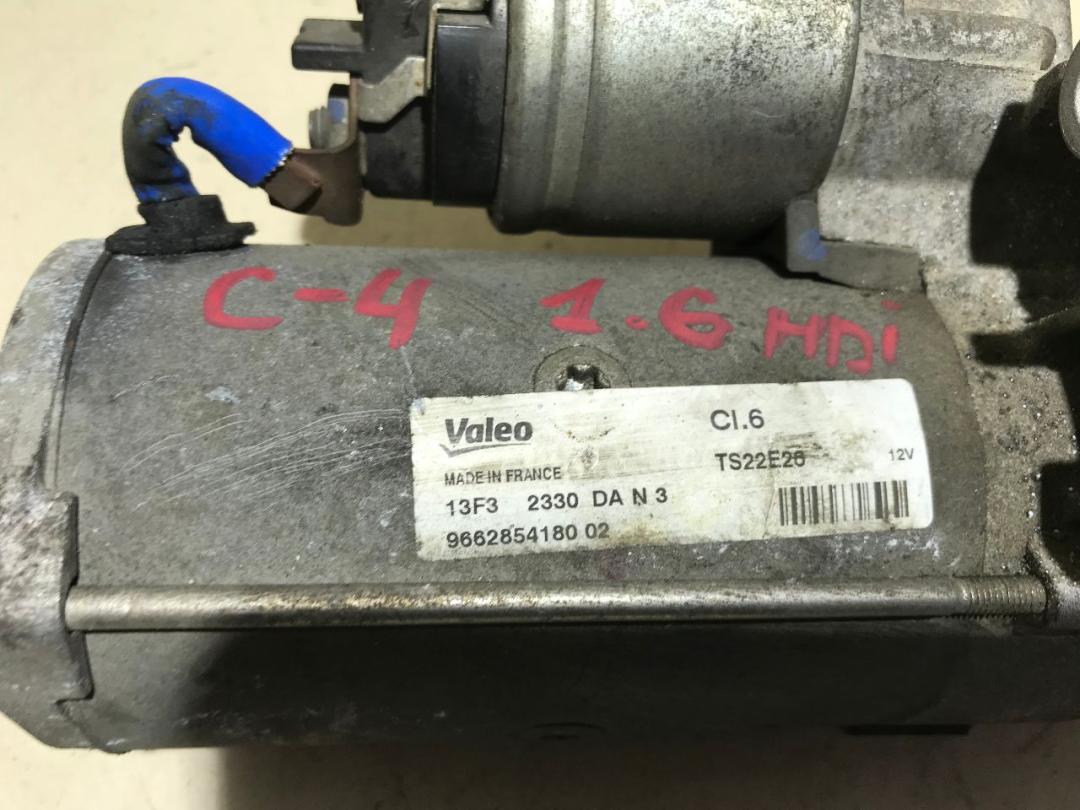 C-4 1.6 HDi
Valeo CI.6
MADE IN FRANCE TS22E26 12V
13F3 2330 DA N 3
9662854180 02